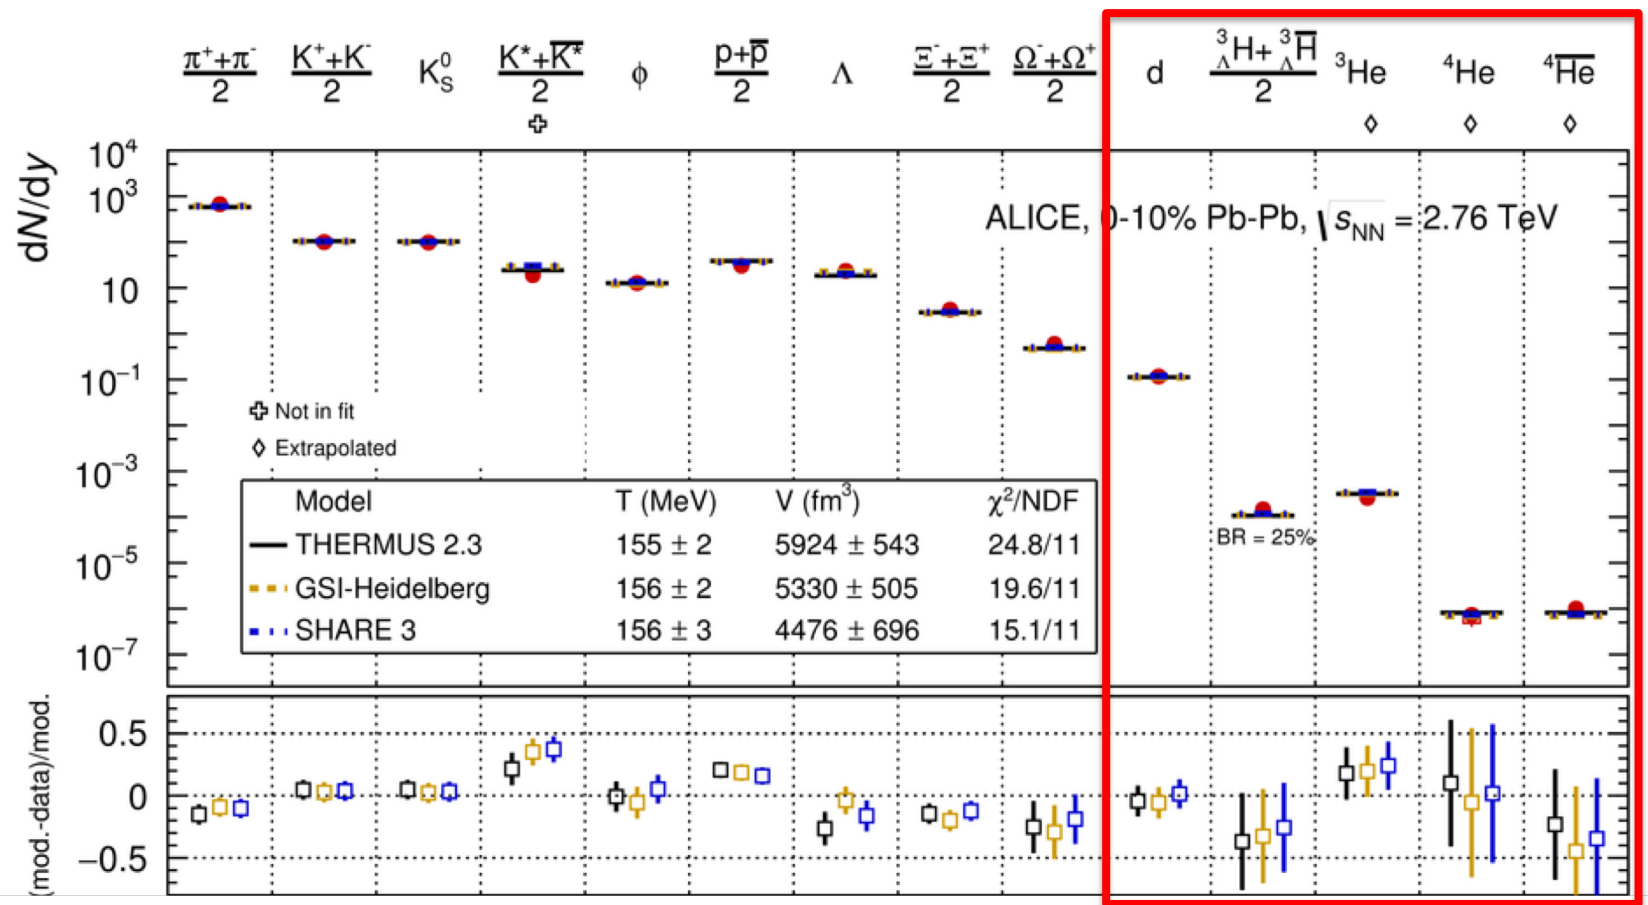 π⁺+π⁻ K⁺+K⁻ K*+K̅* p+p̅ Ξ⁻+Ξ⁺ Ω⁻+Ω⁺ ³ΛH+³ΛH̅
K⁰S φ Λ d ³He ⁴He ⁴H̅e̅
2 2 2 2 2 2 2
dN/dy
10⁴
10³
10
10⁻¹
10⁻³
10⁻⁵
10⁻⁷
ALICE, 0-10% Pb-Pb, √sNN = 2.76 TeV
Not in fit
Extrapolated
BR = 25%
Model T (MeV) V (fm³) χ²/NDF
THERMUS 2.3 155 ± 2 5924 ± 543 24.8/11
GSI-Heidelberg 156 ± 2 5330 ± 505 19.6/11
SHARE 3 156 ± 3 4476 ± 696 15.1/11
(mod.-data)/mod.
0.5
0
−0.5